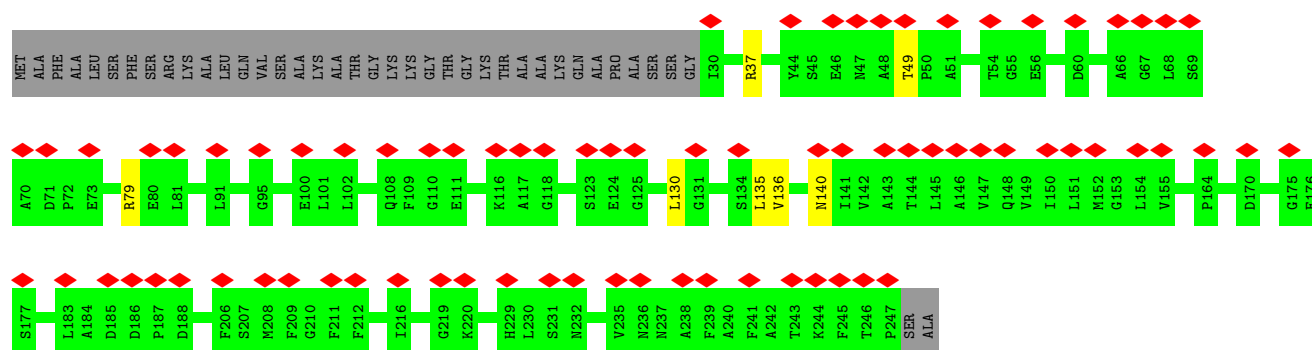 MET ALA PHE ALA LEU SER PHE SER ARG LYS ALA LEU GLN VAL SER ALA LYS ALA THR GLY LYS LYS GLY THR GLY LYS THR ALA ALA LYS GLN ALA PRO ALA SER SER GLY I30 R37 Y44 S45 E46 N47 A48 T49 P50 A51 T54 G55 E56 D60 A66 G67 L68 S69
A70 D71 P72 E73 R79 E80 L81 L91 G95 E100 L101 L102 Q108 F109 G110 E111 K116 A117 G118 S123 E124 G125 L130 G131 S134 L135 V136 N140 I141 V142 A143 T144 L145 A146 V147 Q148 V149 I150 L151 M152 G153 L154 V155 P164 D170 G175 F176
S177 L183 A184 D185 D186 P187 D188 F206 S207 M208 F209 G210 F211 F212 I216 G219 K220 H229 L230 S231 N232 V235 N236 N237 A238 F239 A240 F241 A242 T243 K244 F245 T246 P247 SER ALA